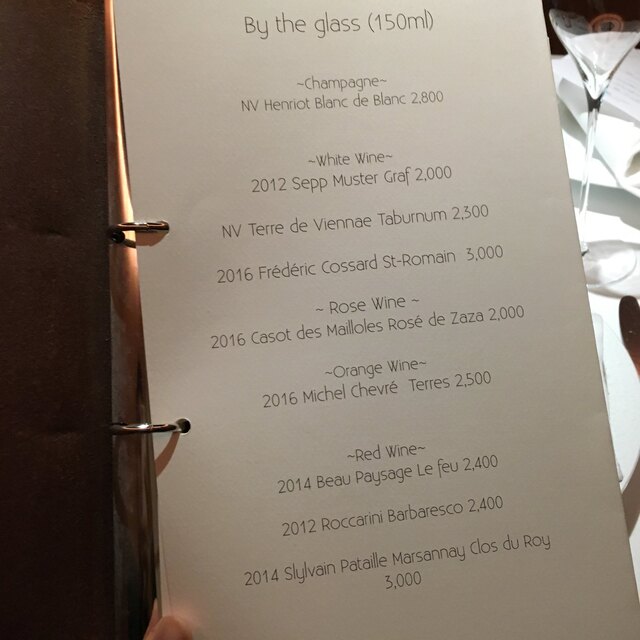 By the glass (150ml)
~Champagne~
NV Henriot Blanc de Blanc 2,800
~White Wine~
2012 Sepp Muster Graf 2,000
NV Terre de Viennae Taburnum 2,300
2016 Frédéric Cossard St-Romain 3,000
~ Rose Wine ~
2016 Casot des Mailloles Rosé de Zaza 2,000
~Orange Wine~
2016 Michel Chevré Terres 2,500
~Red Wine~
2014 Beau Paysage Le feu 2,400
2012 Roccarini Barbaresco 2,400
2014 Slylvain Pataille Marsannay Clos du Roy
3,000